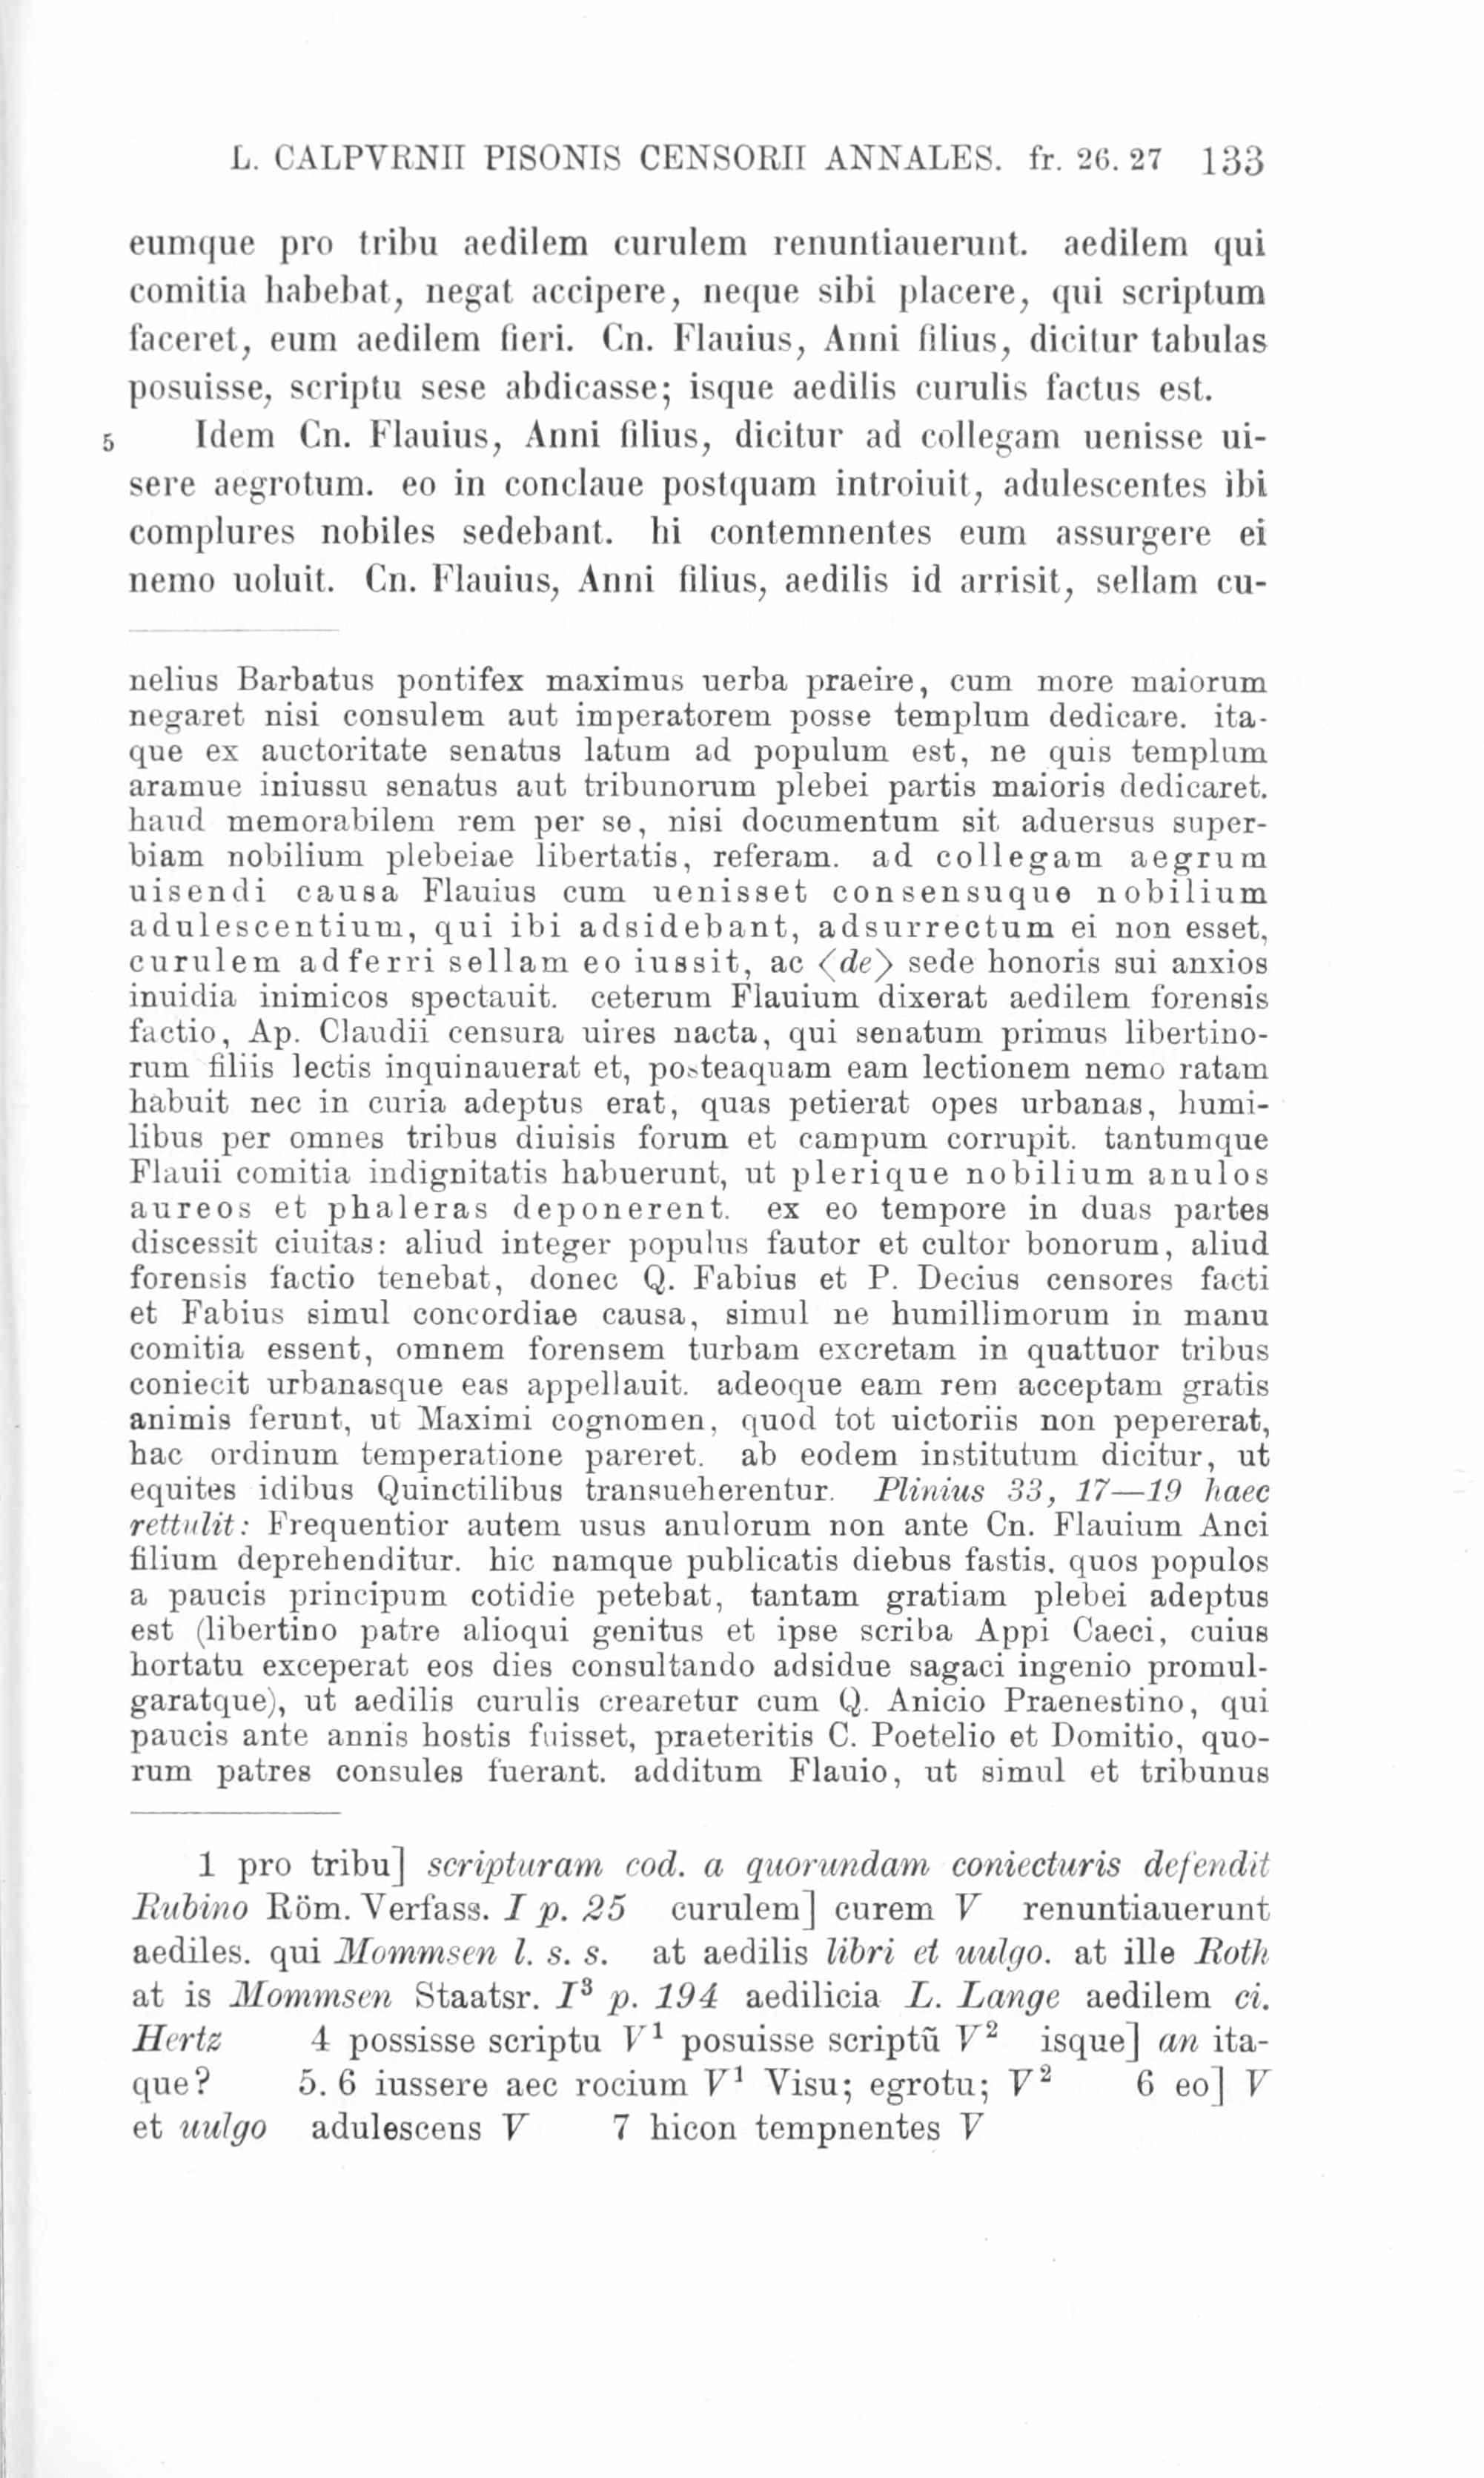 L. CALPVRNII PISONIS CENSORII ANNALES. fr. 26. 27 133
eumque pro tribu aedilem curulem renuntiauerunt. aedilem qui
comitia habebat, negat accipere, neque sibi placere, qui scriptum
faceret, eum aedilem fieri. Cn. Flauius, Anni filius, dicitur tabulas
posuisse, scriptu sese abdicasse; isque aedilis curulis factus est.
5 Idem Cn. Flauius, Anni filius, dicitur ad collegam uenisse ui-
sere aegrotum. eo in conclaue postquam introiuit, adulescentes ibi
complures nobiles sedebant. hi contemnentes eum assurgere ei
nemo uoluit. Cn. Flauius, Anni filius, aedilis id arrisit, sellam cu-
nelius Barbatus pontifex maximus uerba praeire, cum more maiorum
negaret nisi consulem aut imperatorem posse templum dedicare. ita-
que ex auctoritate senatus latum ad populum est, ne quis templum
aramue iniussu senatus aut tribunorum plebei partis maioris dedicaret.
haud memorabilem rem per se, nisi documentum sit aduersus super-
biam nobilium plebeiae libertatis, referam. ad collegam aegrum
uisendi causa Flauius cum uenisset consensuque nobilium
adulescentium, qui ibi adsidebant, adsurrectum ei non esset,
curulem adferri sellam eo iussit, ac ⟨de⟩ sede honoris sui anxios
inuidia inimicos spectauit. ceterum Flauium dixerat aedilem forensis
factio, Ap. Claudii censura uires nacta, qui senatum primus libertino-
rum filiis lectis inquinauerat et, posteaquam eam lectionem nemo ratam
habuit nec in curia adeptus erat, quas petierat opes urbanas, humi-
libus per omnes tribus diuisis forum et campum corrupit. tantumque
Flauii comitia indignitatis habuerunt, ut plerique nobilium anulos
aureos et phaleras deponerent. ex eo tempore in duas partes
discessit ciuitas: aliud integer populus fautor et cultor bonorum, aliud
forensis factio tenebat, donec Q. Fabius et P. Decius censores facti
et Fabius simul concordiae causa, simul ne humillimorum in manu
comitia essent, omnem forensem turbam excretam in quattuor tribus
coniecit urbanasque eas appellauit. adeoque eam rem acceptam gratis
animis ferunt, ut Maximi cognomen, quod tot uictoriis non pepererat,
hac ordinum temperatione pareret. ab eodem institutum dicitur, ut
equites idibus Quinctilibus transueherentur. Plinius 33, 17—19 haec
rettulit: Frequentior autem usus anulorum non ante Cn. Flauium Anci
filium deprehenditur. hic namque publicatis diebus fastis, quos populos
a paucis principum cotidie petebat, tantam gratiam plebei adeptus
est (libertino patre alioqui genitus et ipse scriba Appi Caeci, cuius
hortatu exceperat eos dies consultando adsidue sagaci ingenio promul-
garatque), ut aedilis curulis crearetur cum Q. Anicio Praenestino, qui
paucis ante annis hostis fuisset, praeteritis C. Poetelio et Domitio, quo-
rum patres consules fuerant. additum Flauio, ut simul et tribunus
1 pro tribu] scripturam cod. a quorundam coniecturis defendit
Rubino Röm. Verfass. I p. 25 curulem] curem V renuntiauerunt
aediles. qui Mommsen l. s. s. at aedilis libri et uulgo. at ille Roth
at is Mommsen Staatsr. I³ p. 194 aedilicia L. Lange aedilem ci.
Hertz 4 possisse scriptu V¹ posuisse scriptū V² isque] an ita-
que? 5. 6 iussere aec rocium V¹ Visu; egrotu; V² 6 eo] V
et uulgo adulescens V 7 hicon tempnentes V